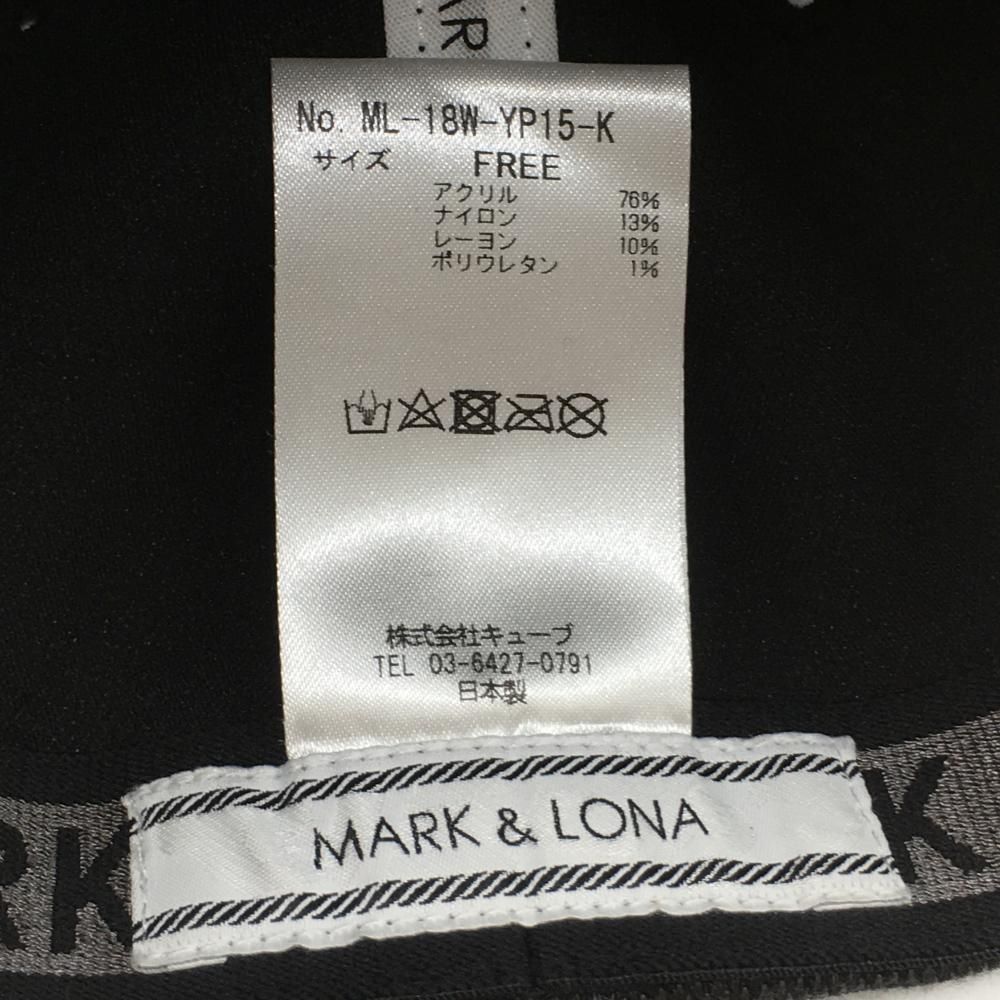 AR
No. ML-18W-YP15-K
サイズ FREE
アクリル 76%
ナイロン 13%
レーヨン 10%
ポリウレタン 1%
株式会社キューブ
TEL 03-6427-0791
日本製
MARK & LONA
RK
K